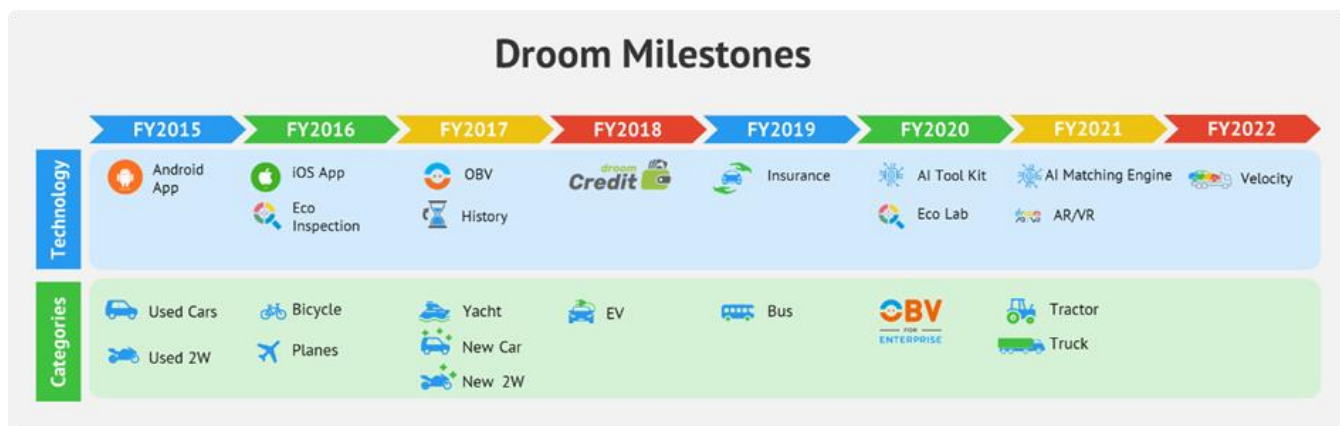 Droom Milestones
FY2015
FY2016
FY2017
FY2018
FY2019
FY2020
FY2021
FY2022
Technology
Android
App
iOS App
Eco
Inspection
OBV
History
droom
Credit
Insurance
AI Tool Kit
Eco Lab
AI Matching Engine
AR/VR
Velocity
Categories
Used Cars
Used 2W
Bicycle
Planes
Yacht
New Car
New 2W
EV
Bus
OBV
FOR
ENTERPRISE
Tractor
Truck